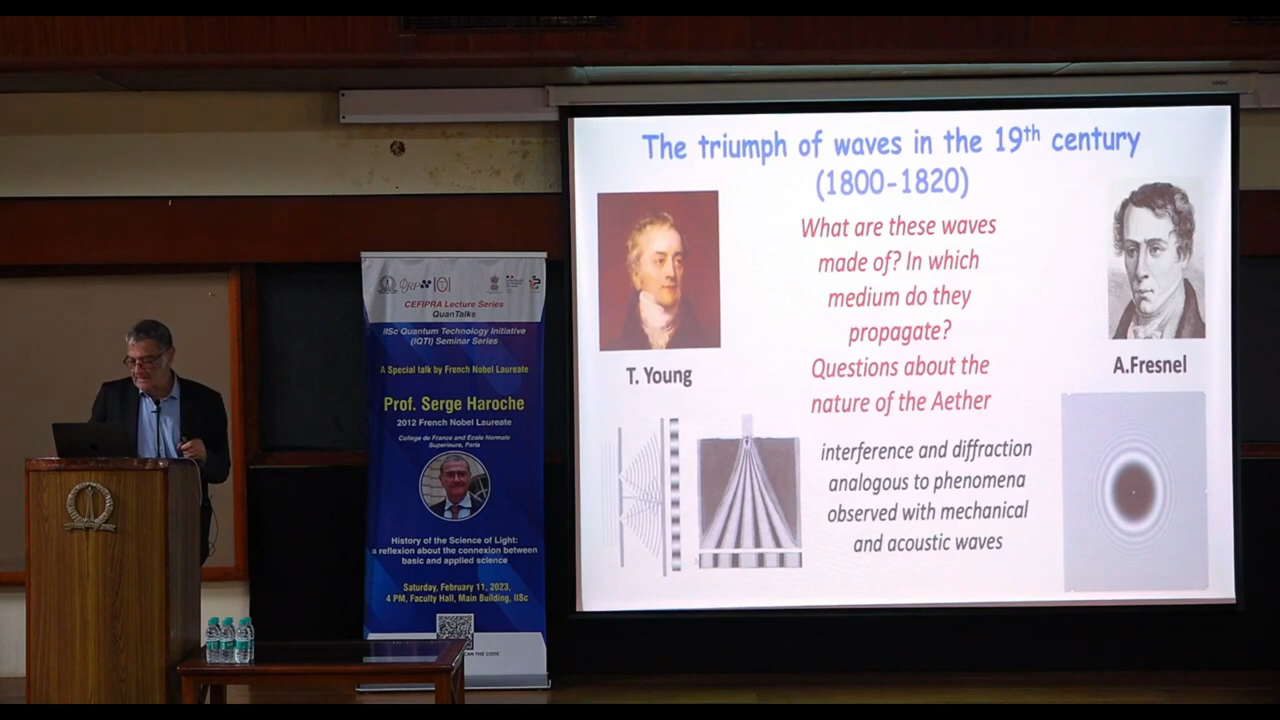 The triumph of waves in the 19th century
(1800-1820)
What are these waves
made of? In which
medium do they
propagate?
Questions about the
nature of the Aether
T. Young
A.Fresnel
interference and diffraction
analogous to phenomena
observed with mechanical
and acoustic waves
CEFIPRA Lecture Series
QuanTalks
IISc Quantum Technology Initiative
(IQTI) Seminar Series
A Special talk by French Nobel Laureate
Prof. Serge Haroche
2012 French Nobel Laureate
College de France and Ecole Normale
Superieure, Paris
History of the Science of Light:
a reflexion about the connexion between
basic and applied science
Saturday, February 11, 2023,
4 PM, Faculty Hall, Main Building, IISc
CAN THE CODE